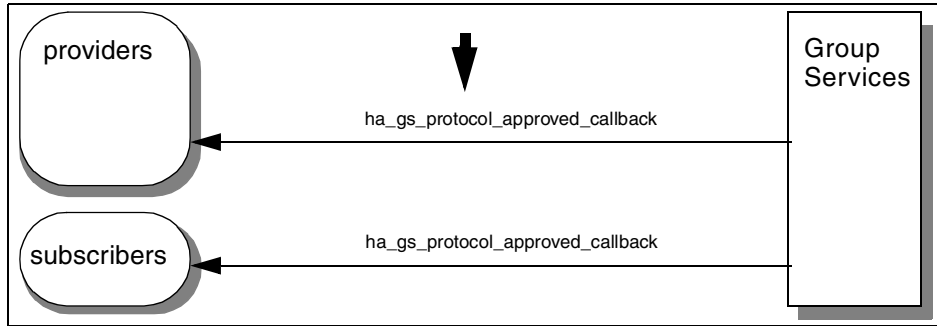 providers
Group
Services
ha_gs_protocol_approved_callback
ha_gs_protocol_approved_callback
subscribers